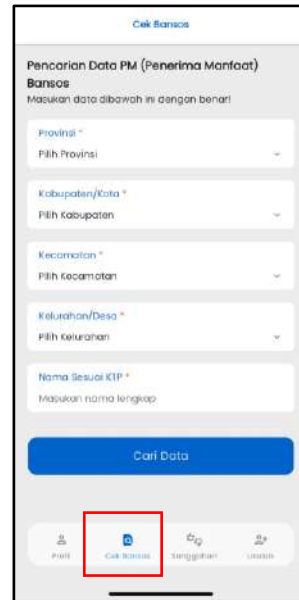 Cek Bansos
Pencarian Data PM (Penerima Manfaat)
Bansos
Masukan data dibawah ini dengan benar!
Provinsi *
Pilih Provinsi
Kabupaten/Kota *
Pilih Kabupaten
Kecamatan *
Pilih Kecamatan
Kelurahan/Desa *
Pilih Kelurahan
Nama Sesuai KTP *
Masukan nama lengkap
Cari Data
Profil Cek Bansos Sanggahan Usulan